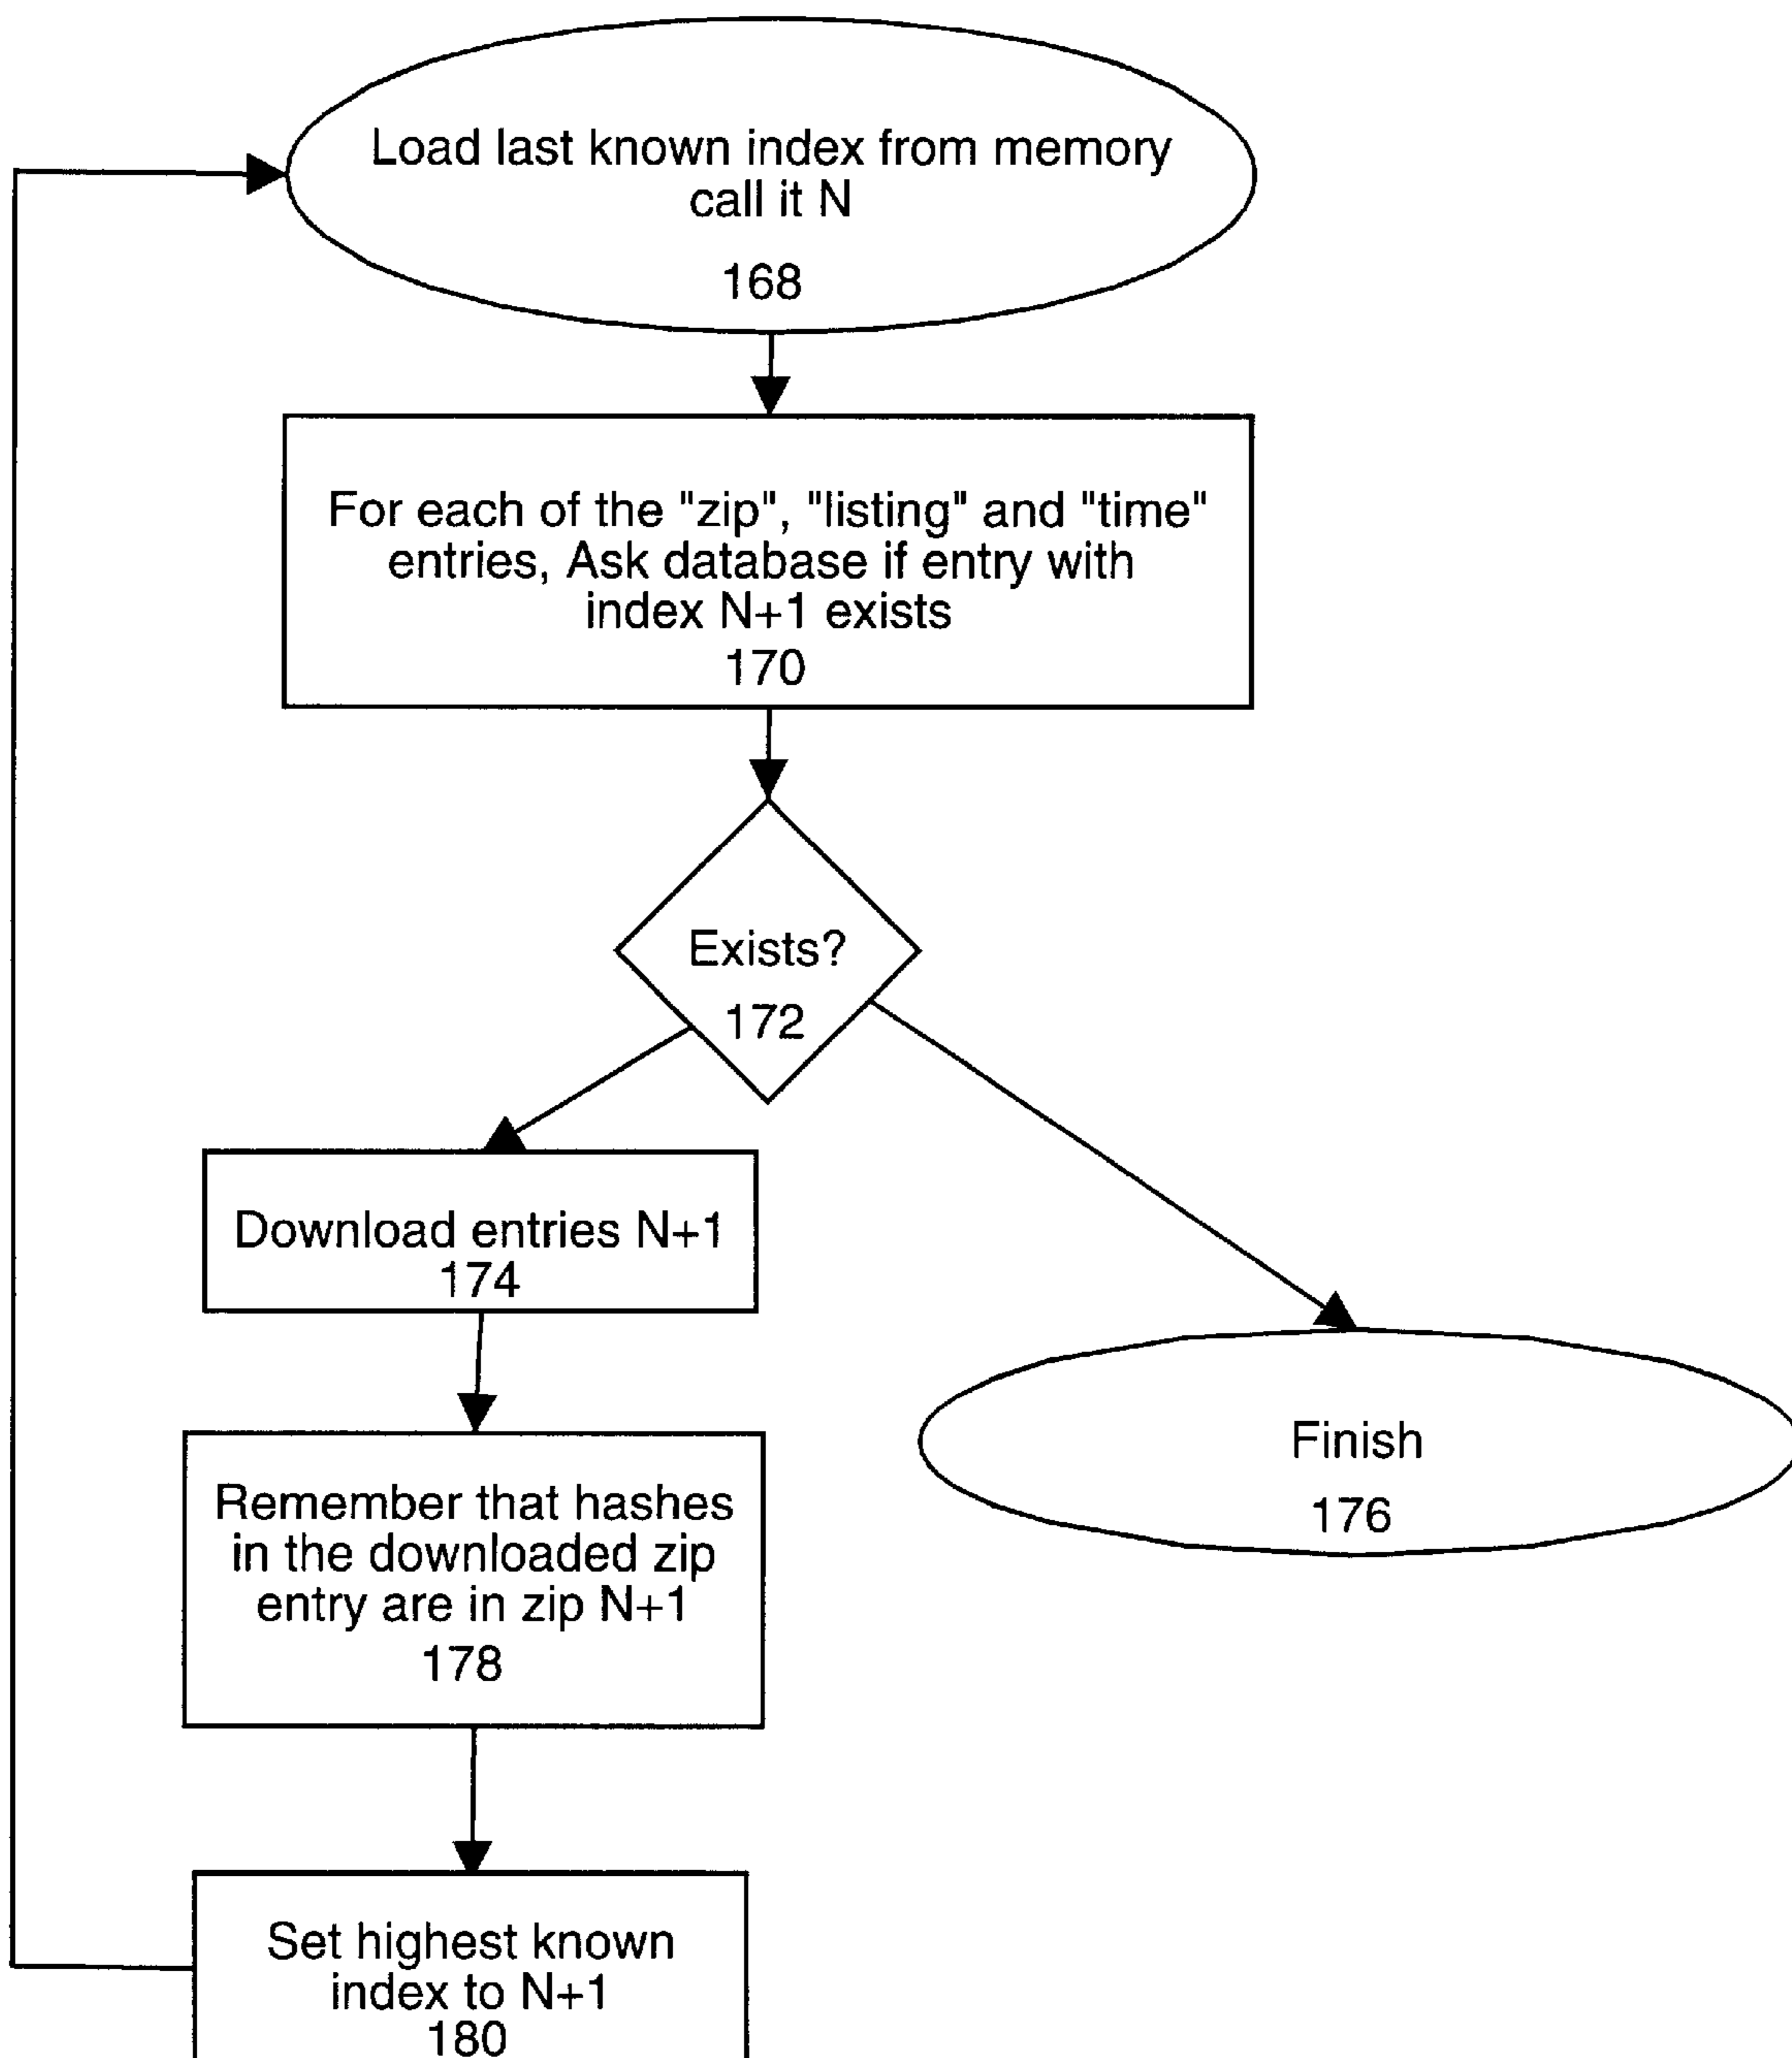 Load last known index from memory
call it N
168
For each of the "zip", "listing" and "time"
entries, Ask database if entry with
index N+1 exists
170
Exists?
172
Download entries N+1
174
Finish
176
Remember that hashes
in the downloaded zip
entry are in zip N+1
178
Set highest known
index to N+1
180